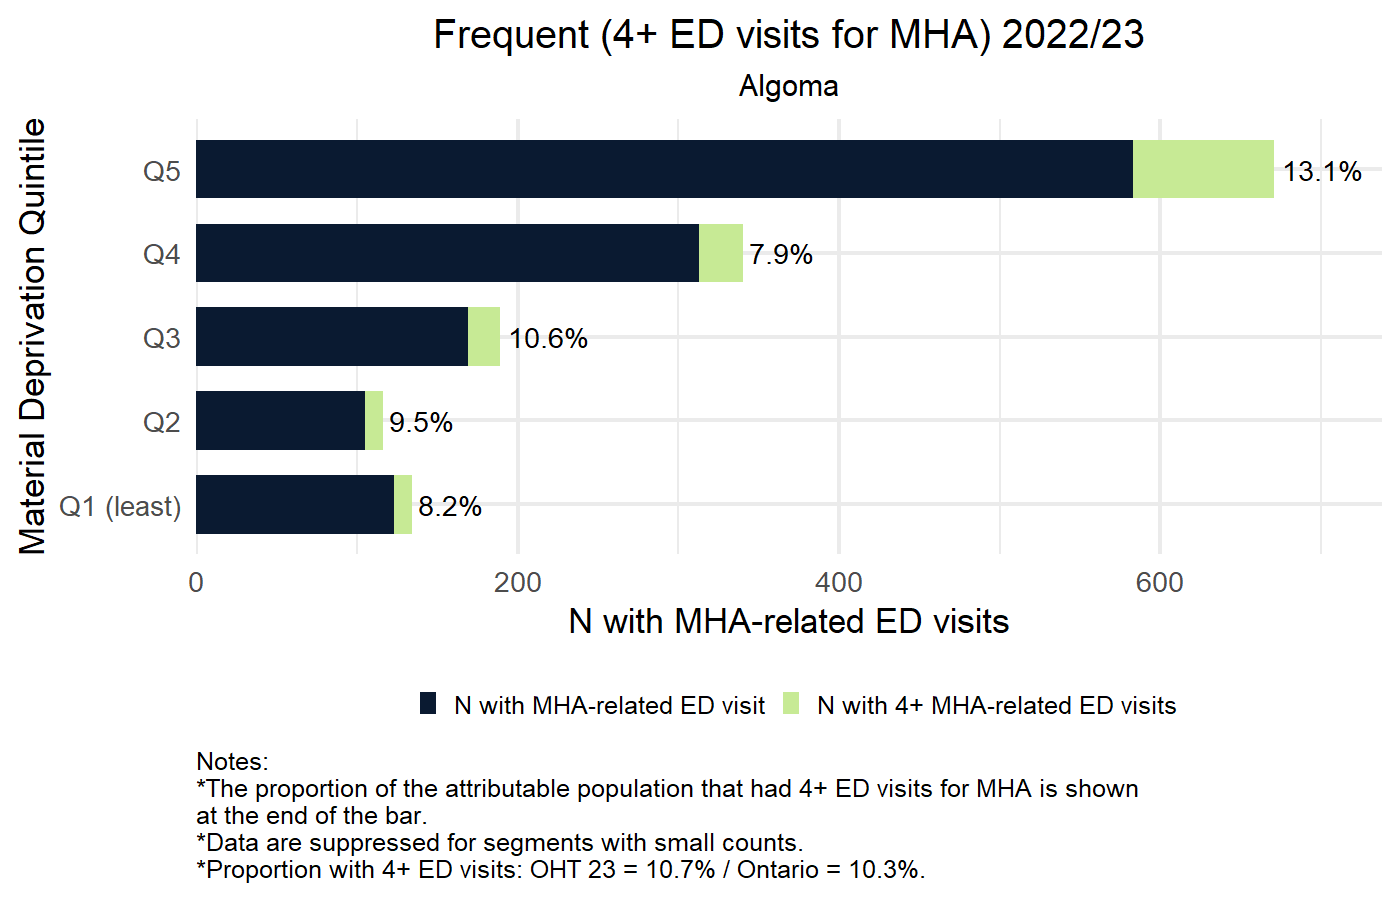 Frequent (4+ ED visits for MHA) 2022/23
Algoma
Material Deprivation Quintile
Q5
13.1%
Q4
7.9%
Q3
10.6%
Q2
9.5%
Q1 (least)
8.2%
0 200 400 600
N with MHA-related ED visits
N with MHA-related ED visit N with 4+ MHA-related ED visits
Notes:
*The proportion of the attributable population that had 4+ ED visits for MHA is shown
at the end of the bar.
*Data are suppressed for segments with small counts.
*Proportion with 4+ ED visits: OHT 23 = 10.7% / Ontario = 10.3%.